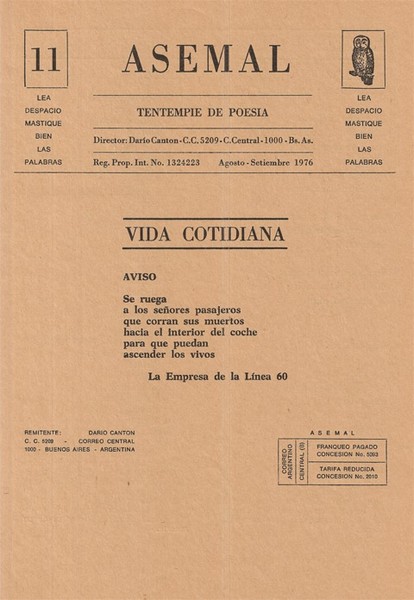 11
ASEMAL
LEA
DESPACIO
MASTIQUE
BIEN
LAS
PALABRAS
TENTEMPIE DE POESIA
Director: Darío Canton - C.C. 5209 - C. Central - 1000 - Bs. As.
Reg. Prop. Int. No. 1324223 Agosto - Setiembre 1976
LEA
DESPACIO
MASTIQUE
BIEN
LAS
PALABRAS
VIDA COTIDIANA
AVISO
Se ruega
a los señores pasajeros
que corran sus muertos
hacia el interior del coche
para que puedan
ascender los vivos
La Empresa de la Línea 60
REMITENTE: DARIO CANTON
C. C. 5209 - CORREO CENTRAL
1000 - BUENOS AIRES - ARGENTINA
ASEMAL
CORREO
ARGENTINO
CENTRAL (B)
FRANQUEO PAGADO
CONCESION No.
TARIFA REDUCIDA
CONCESION No.